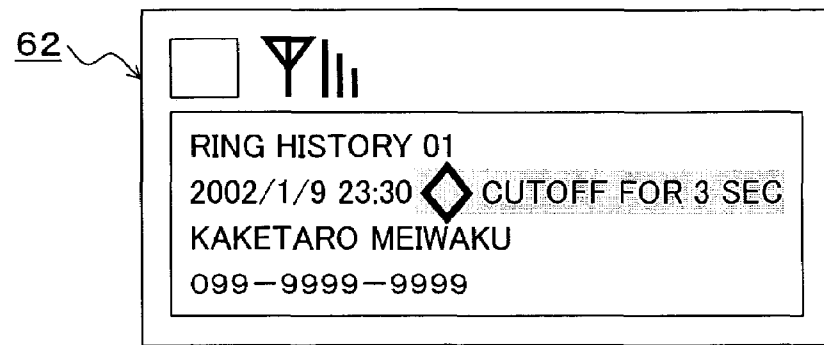 62
RING HISTORY 01
2002/1/9 23:30 CUTOFF FOR 3 SEC
KAKETARO MEIWAKU
099-9999-9999